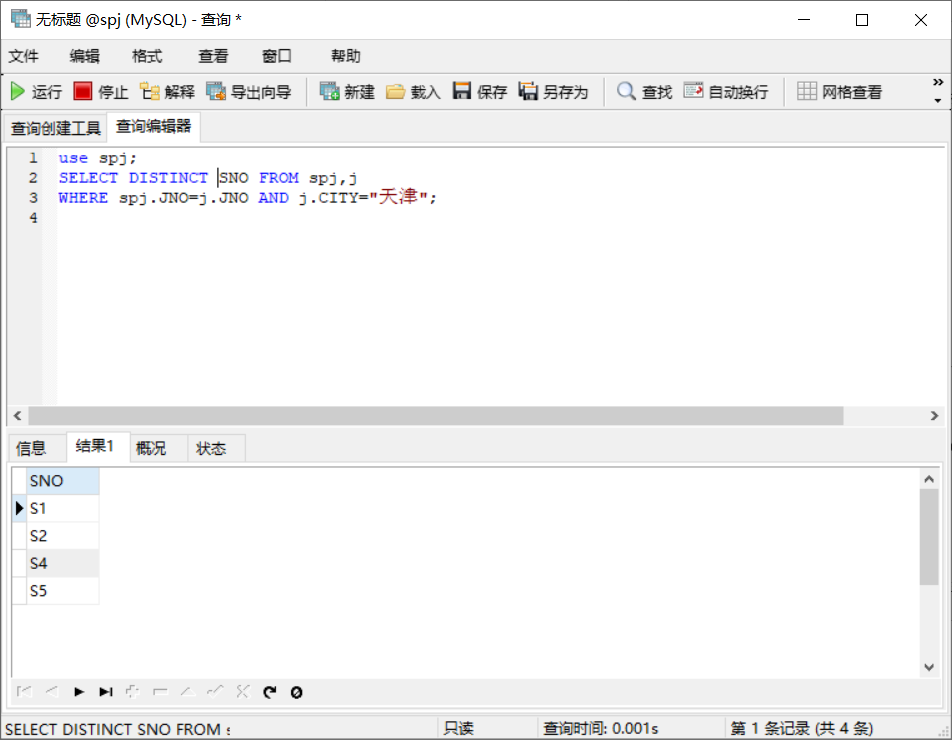 无标题 @spj (MySQL) - 查询 *
文件 编辑 格式 查看 窗口 帮助
运行 停止 解释 导出向导 新建 载入 保存 另存为 查找 自动换行 网格查看 »
查询创建工具 查询编辑器
1 use spj;
2 SELECT DISTINCT SNO FROM spj,j
3 WHERE spj.JNO=j.JNO AND j.CITY="天津";
4
信息 结果1 概况 状态
SNO
S1
S2
S4
S5
SELECT DISTINCT SNO FROM s 只读 查询时间: 0.001s 第 1 条记录 (共 4 条)